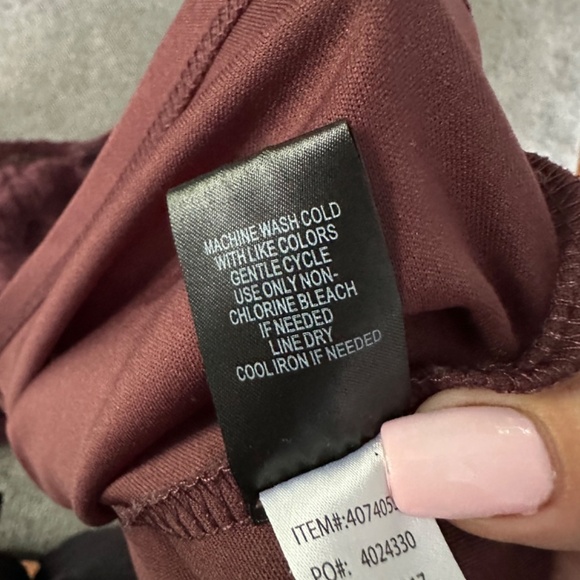 MACHINE WASH COLD
WITH LIKE COLORS
GENTLE CYCLE
USE ONLY NON-
CHLORINE BLEACH
IF NEEDED
LINE DRY
COOL IRON IF NEEDED
ITEM#:
PO#: 4024330